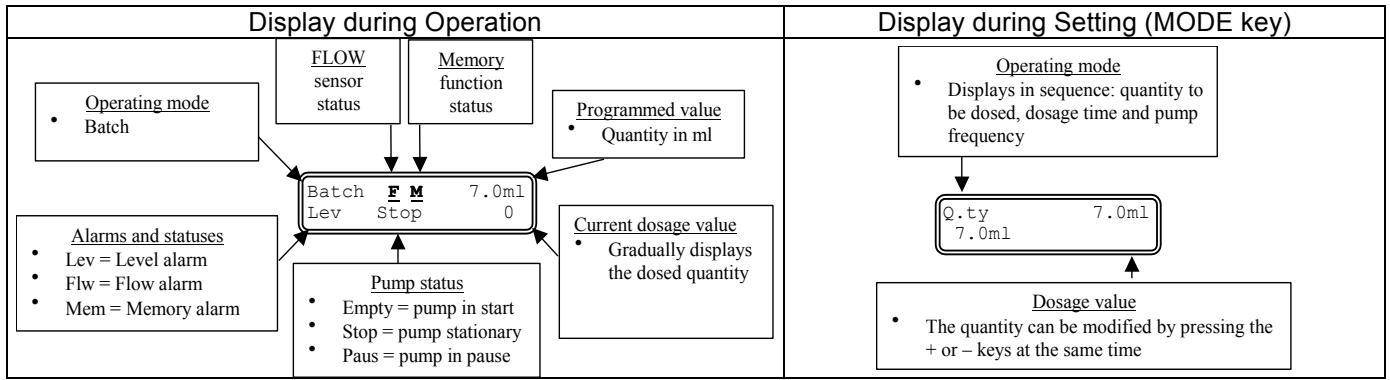 Display during Operation
Display during Setting (MODE key)
FLOW
sensor
status
Memory
function
status
Operating mode
• Batch
Programmed value
• Quantity in ml
Batch F M 7.0ml
Lev Stop 0
Alarms and statuses
• Lev = Level alarm
• Flw = Flow alarm
• Mem = Memory alarm
Pump status
• Empty = pump in start
• Stop = pump stationary
• Paus = pump in pause
Current dosage value
• Gradually displays
the dosed quantity
Operating mode
• Displays in sequence: quantity to
be dosed, dosage time and pump
frequency
Q.ty 7.0ml
7.0ml
Dosage value
• The quantity can be modified by pressing the
+ or – keys at the same time